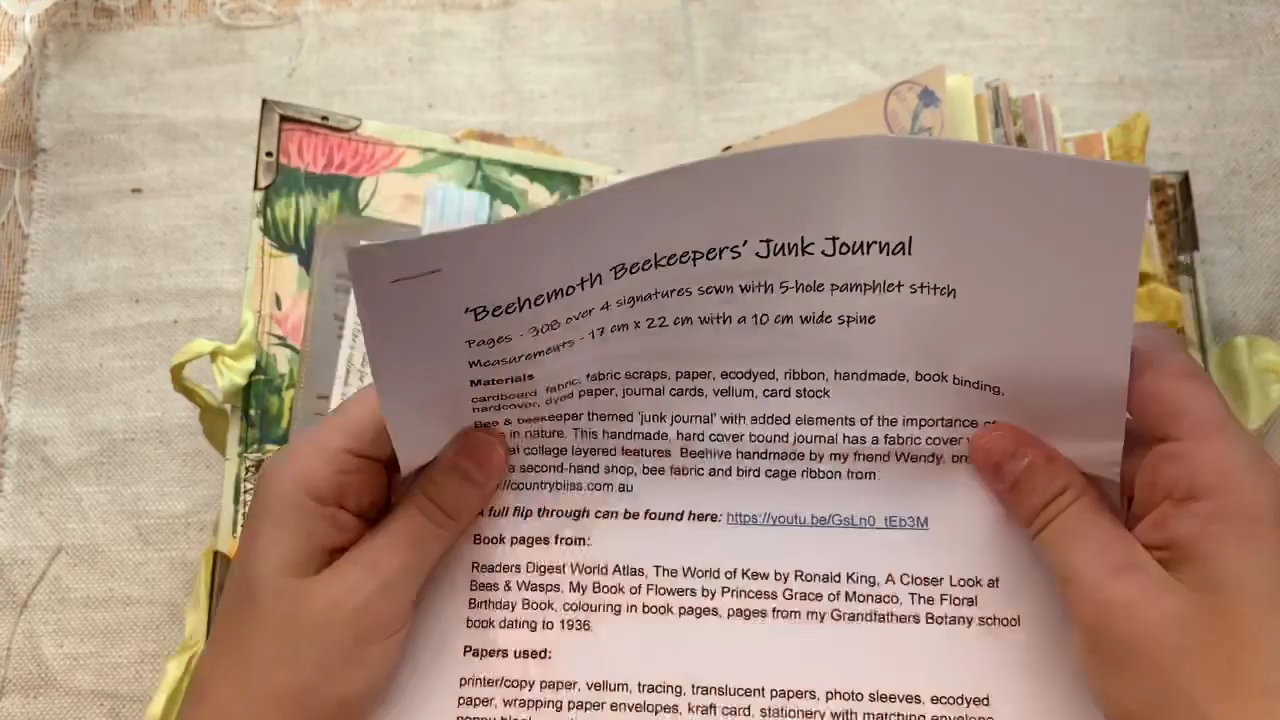 'Beehemoth Beekeepers' Junk Journal
Pages - 308 over 4 signatures sewn with 5-hole pamphlet stitch
Measurements - 17 cm x 22 cm with a 10 cm wide spine
Materials
cardboard fabric, fabric scraps, paper, ecodyed, ribbon, handmade, book binding,
hardcover, dyed paper, journal cards, vellum, card stock
Bee & beekeeper themed 'junk journal' with added elements of the importance
in nature. This handmade, hard cover bound journal has a fabric cover
collage layered features. Beehive handmade by my friend Wendy,
a second-hand shop, bee fabric and bird cage ribbon from:
//countrybliss.com.au
full flip through can be found here: https://youtu.be/GsLn0_tEb3M
Book pages from:
Readers Digest World Atlas, The World of Kew by Ronald King, A Closer Look at
Bees & Wasps, My Book of Flowers by Princess Grace of Monaco, The Floral
Birthday Book, colouring in book pages, pages from my Grandfathers Botany school
book dating to 1936.
Papers used:
printer/copy paper, vellum, tracing, translucent papers, photo sleeves, ecodyed
paper, wrapping paper envelopes, kraft card, stationery with matching envelope